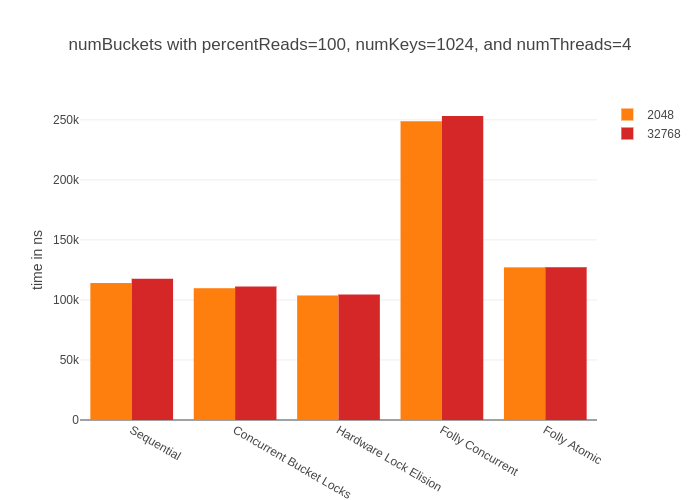 numBuckets with percentReads=100, numKeys=1024, and numThreads=4
2048
32768
time in ns
250k
200k
150k
100k
50k
0
Sequential
Concurrent Bucket Locks
Hardware Lock Elision
Folly Concurrent
Folly Atomic